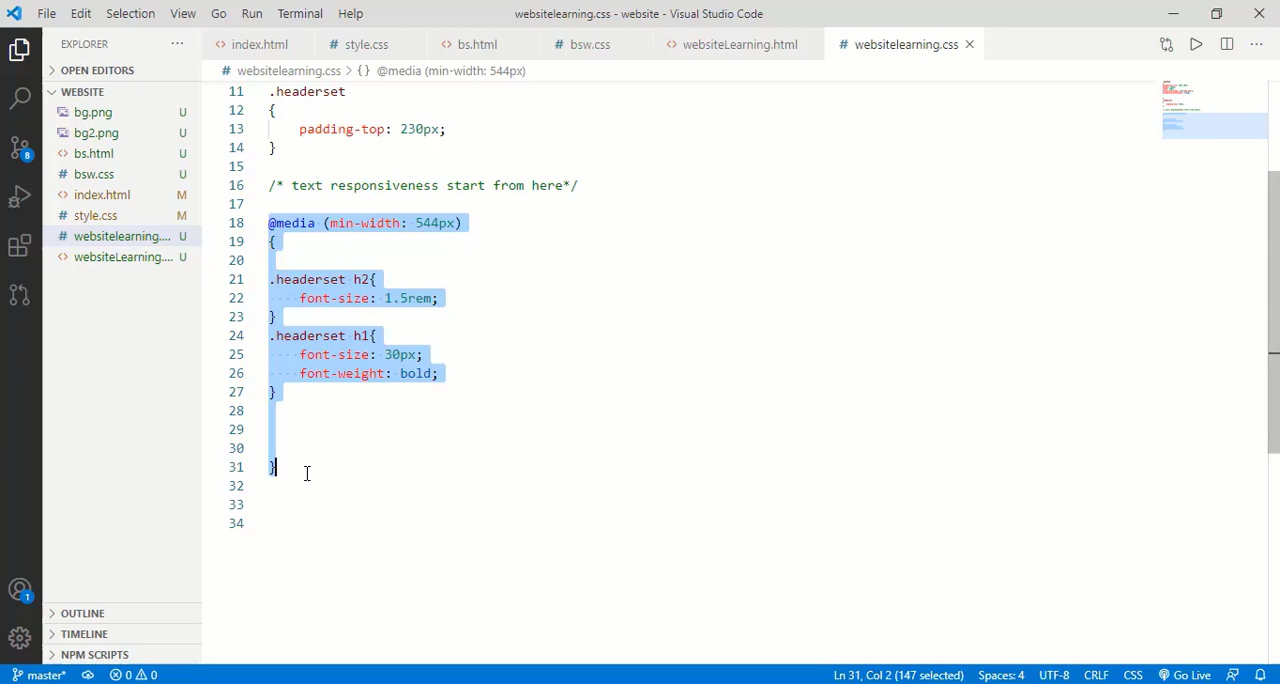 File Edit Selection View Go Run Terminal Help websitelearning.css - website - Visual Studio Code
EXPLORER ... index.html style.css bs.html bsw.css websiteLearning.html websitelearning.css
OPEN EDITORS
websitelearning.css > {} @media (min-width: 544px)
WEBSITE
bg.png U
bg2.png U
bs.html U
bsw.css U
index.html M
style.css M
websitelearning.... U
websiteLearning.... U
11 .headerset
12 {
13 padding-top: 230px;
14 }
15
16 /* text responsiveness start from here*/
17
18 @media (min-width: 544px)
19 {
20
21 .headerset h2{
22 font-size: 1.5rem;
23 }
24 .headerset h1{
25 font-size: 30px;
26 font-weight: bold;
27 }
28
29
30
31 }
32
33
34
8
1
OUTLINE
TIMELINE
NPM SCRIPTS
master* 0 0 Ln 31, Col 2 (147 selected) Spaces: 4 UTF-8 CRLF CSS Go Live